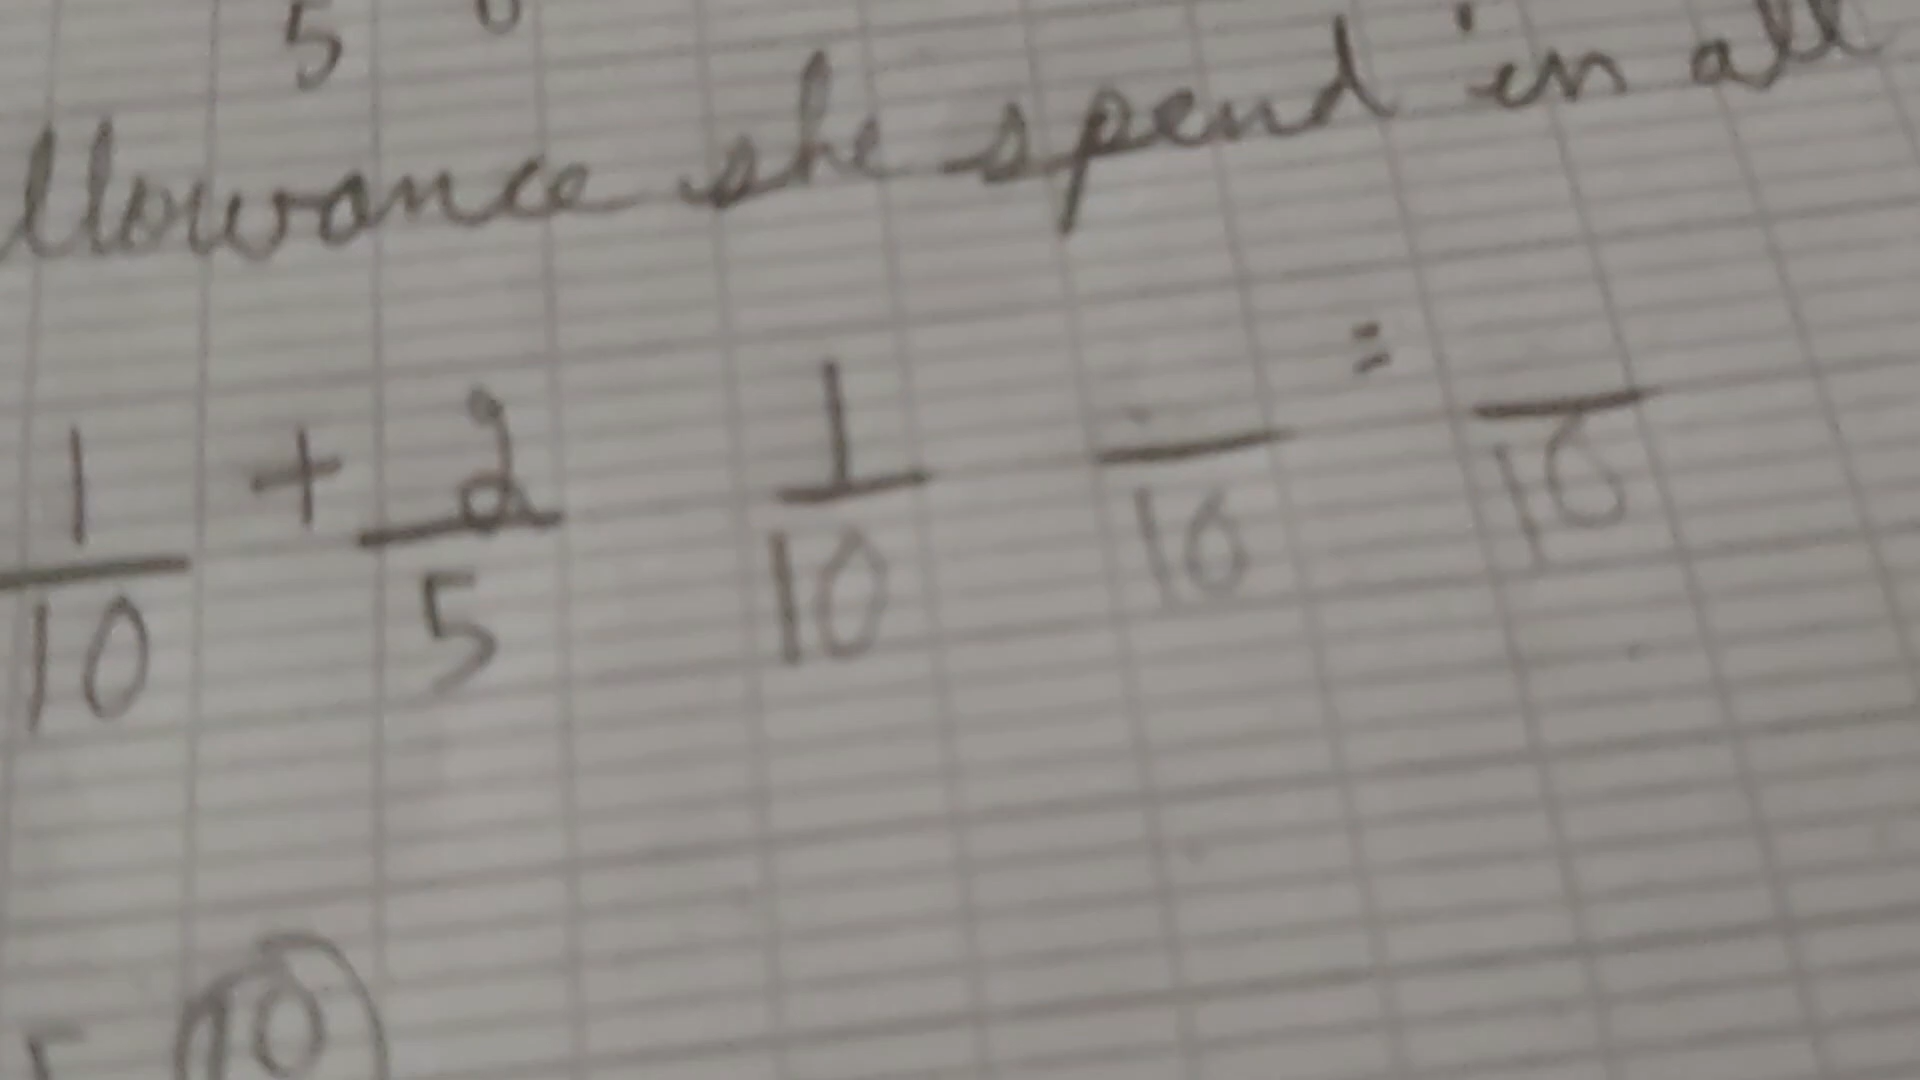 5
llowance she spend in all
1/10 + 2/5 1/10 /10 = /10
10